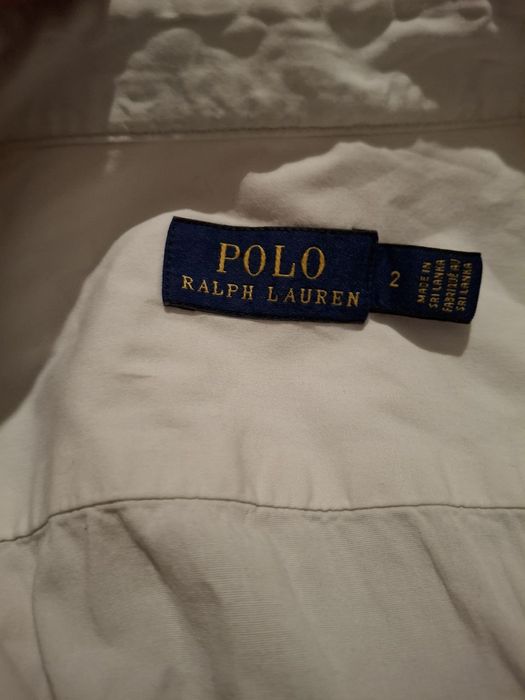 POLO
RALPH LAUREN
2
MADE IN
SRI LANKA
FABRIQUÉ AU
SRI LANKA